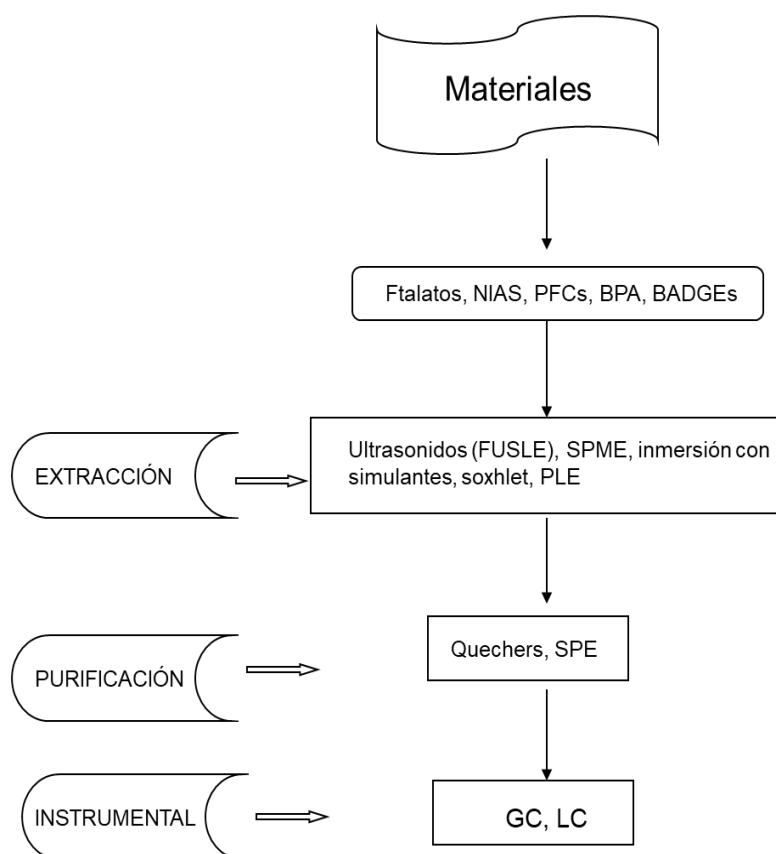 Materiales
Ftalatos, NIAS, PFCs, BPA, BADGEs
EXTRACCIÓN
Ultrasonidos (FUSLE), SPME, inmersión con
simulantes, soxhlet, PLE
PURIFICACIÓN
Quechers, SPE
INSTRUMENTAL
GC, LC